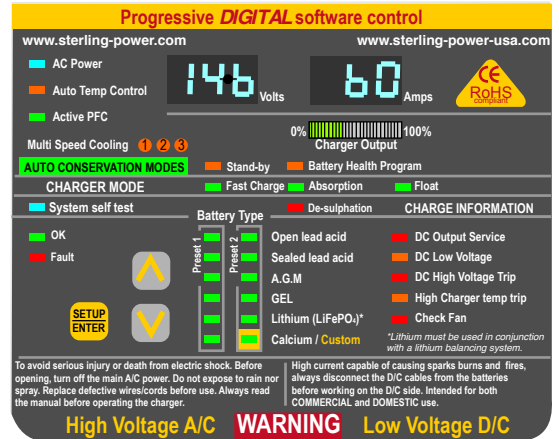 Progressive DIGITAL software control
www.sterling-power.com www.sterling-power-usa.com
AC Power
Auto Temp Control
Active PFC
14.6 Volts
60 Amps
CE
RoHS
compliant
Multi Speed Cooling 1 2 3
0% 100%
Charger Output
AUTO CONSERVATION MODES Stand-by Battery Health Program
CHARGER MODE Fast Charge Absorption Float
System self test De-sulphation CHARGE INFORMATION
Battery Type
OK
Fault
SETUP
ENTER
Preset 1
Preset 2
Open lead acid
Sealed lead acid
A.G.M
GEL
Lithium (LiFePO₄)*
Calcium / Custom
DC Output Service
DC Low Voltage
DC High Voltage Trip
High Charger temp trip
Check Fan
*Lithium must be used in conjunction
with a lithium balancing system.
To avoid serious injury or death from electric shock. Before
opening, turn off the main A/C power. Do not expose to rain nor
spray. Replace defective wires/cords before use. Always read
the manual before operating the charger.
High current capable of causing sparks burns and fires,
always disconnect the D/C cables from the batteries
before working on the D/C side. Intended for both
COMMERCIAL and DOMESTIC use.
High Voltage A/C WARNING Low Voltage D/C